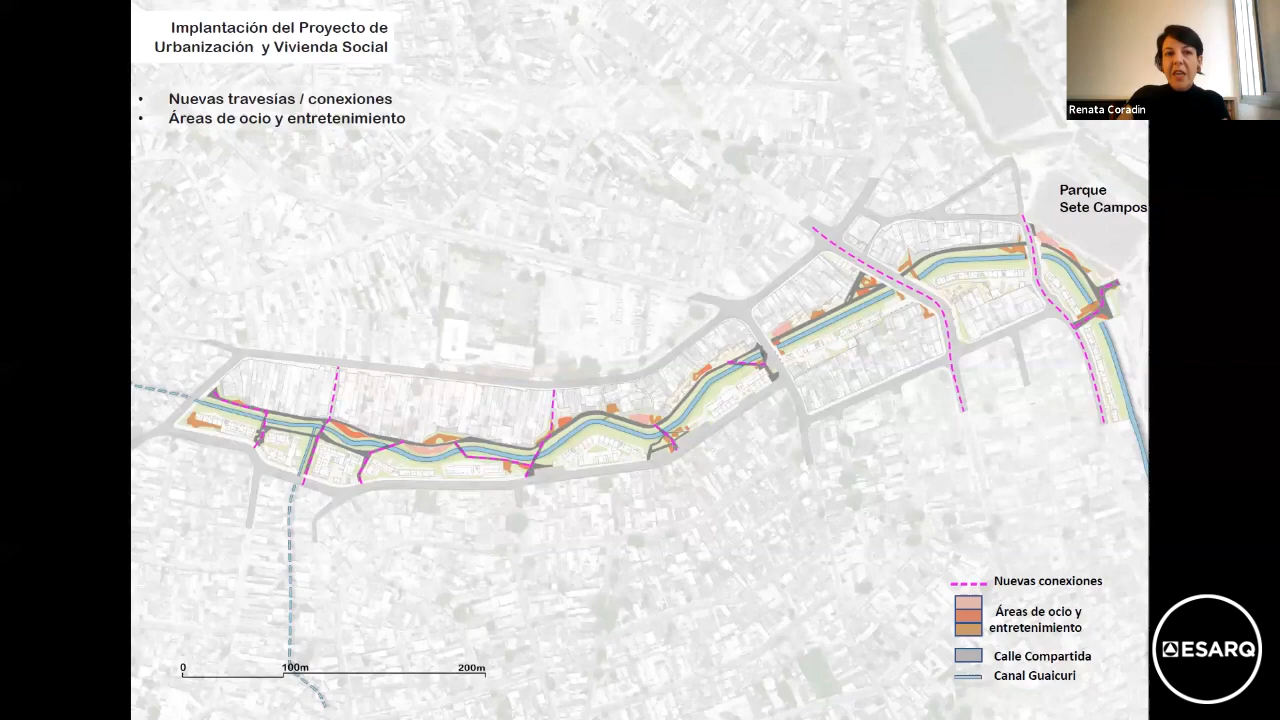 Implantación del Proyecto de
Urbanización y Vivienda Social
• Nuevas travesías / conexiones
• Áreas de ocio y entretenimiento
Renata Coradin
Parque
Sete Campos
Nuevas conexiones
Áreas de ocio y
entretenimiento
Calle Compartida
Canal Guaicuri
0 100m 200m
ESARQ